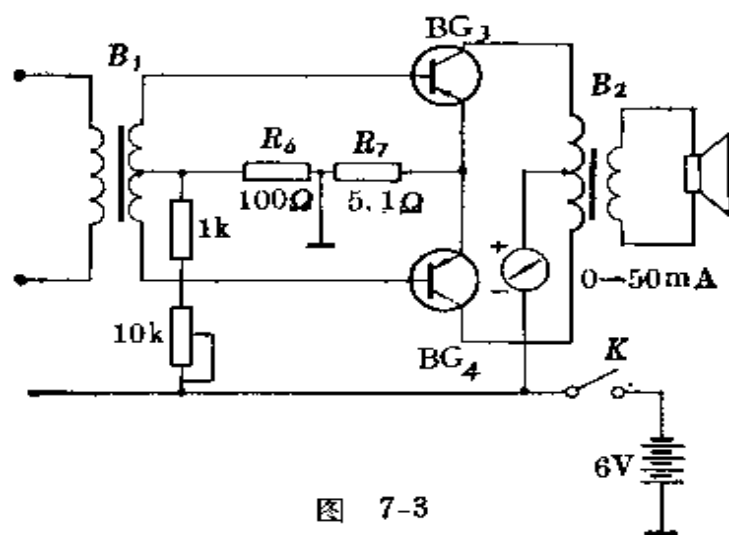 BG₃
B₁
B₂
R₆
R₇
100Ω
5.1Ω
1k
+
-
0—50mA
10k
BG₄
K
6V
图 7-3